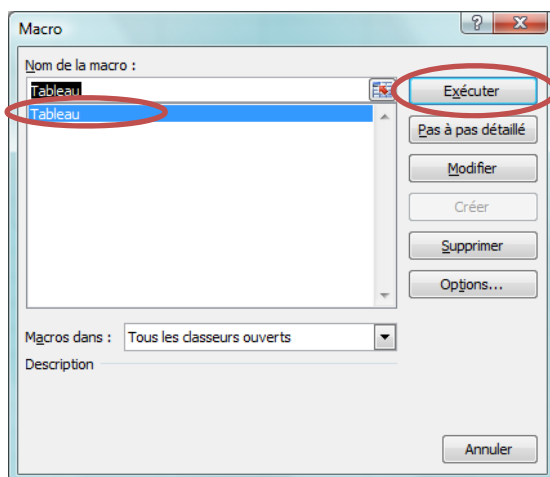 Macro
Nom de la macro :
Tableau
Exécuter
Tableau
Pas à pas détaillé
Modifier
Créer
Supprimer
Options...
Macros dans : Tous les classeurs ouverts
Description
Annuler